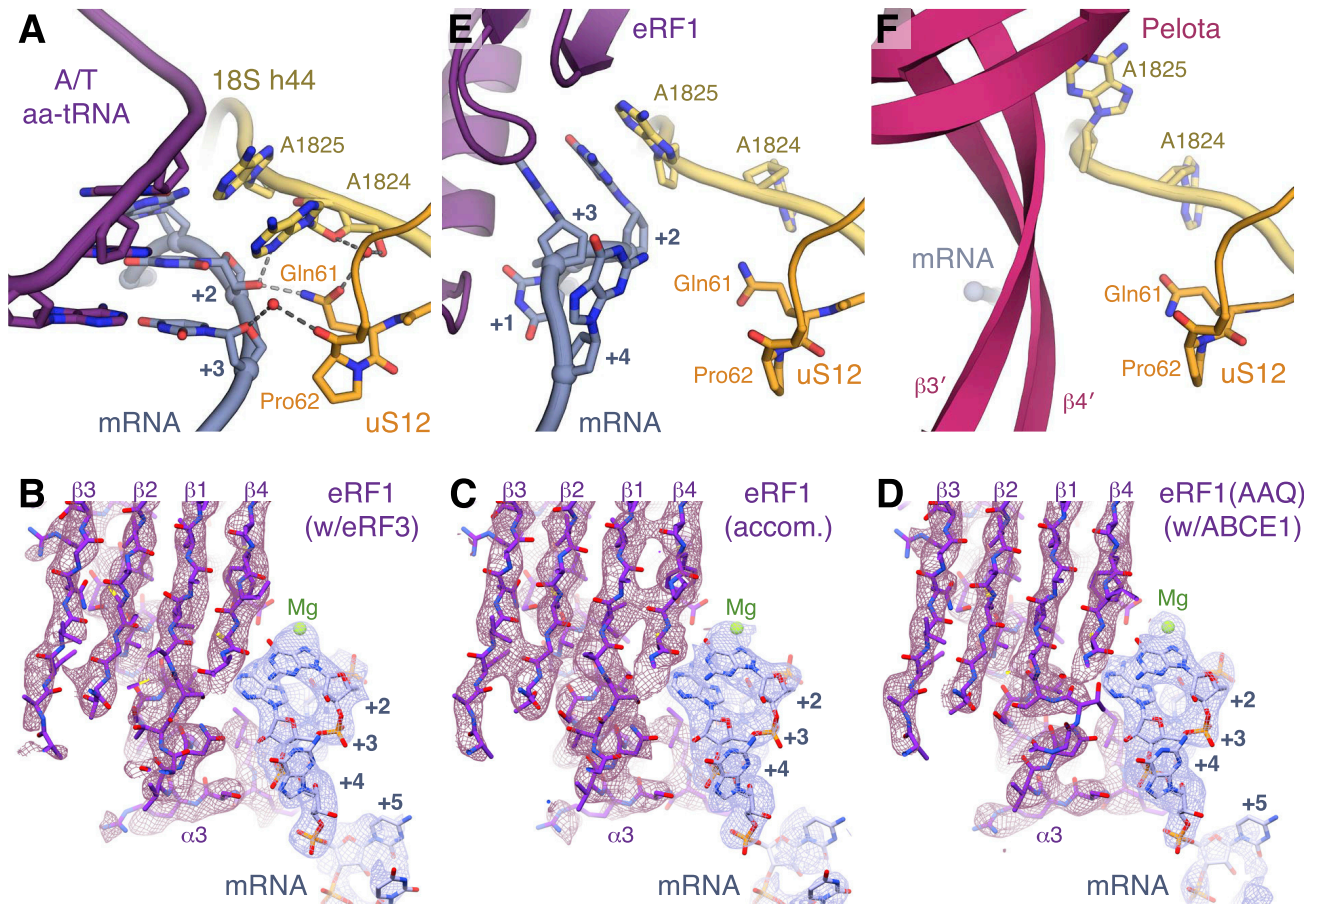 A
A/T
aa-tRNA
18S h44
A1825
A1824
Gln61
+2
+3
Pro62
mRNA
uS12
E
eRF1
A1825
A1824
+3
+2
Gln61
+1
+4
Pro62
uS12
mRNA
F
Pelota
A1825
A1824
mRNA
Gln61
Pro62
uS12
β3′
β4′
B
β3
β2
β1
β4
eRF1
(w/eRF3)
Mg
+2
+3
+4
+5
α3
mRNA
C
β3
β2
β1
β4
eRF1
(accom.)
Mg
+2
+3
+4
α3
mRNA
D
β3
β2
β1
β4
eRF1(AAQ)
(w/ABCE1)
Mg
+2
+3
+4
+5
α3
mRNA